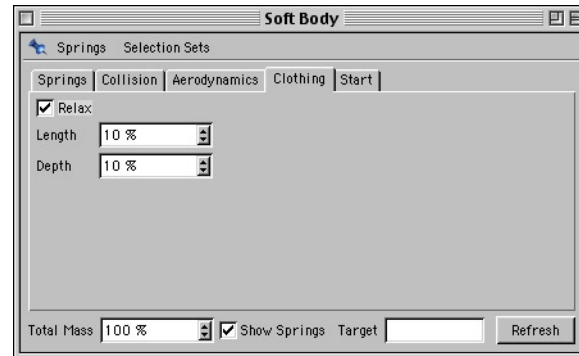 Soft Body
Springs Selection Sets
Springs Collision Aerodynamics Clothing Start
Relax
Length 10 %
Depth 10 %
Total Mass 100 % Show Springs Target Refresh